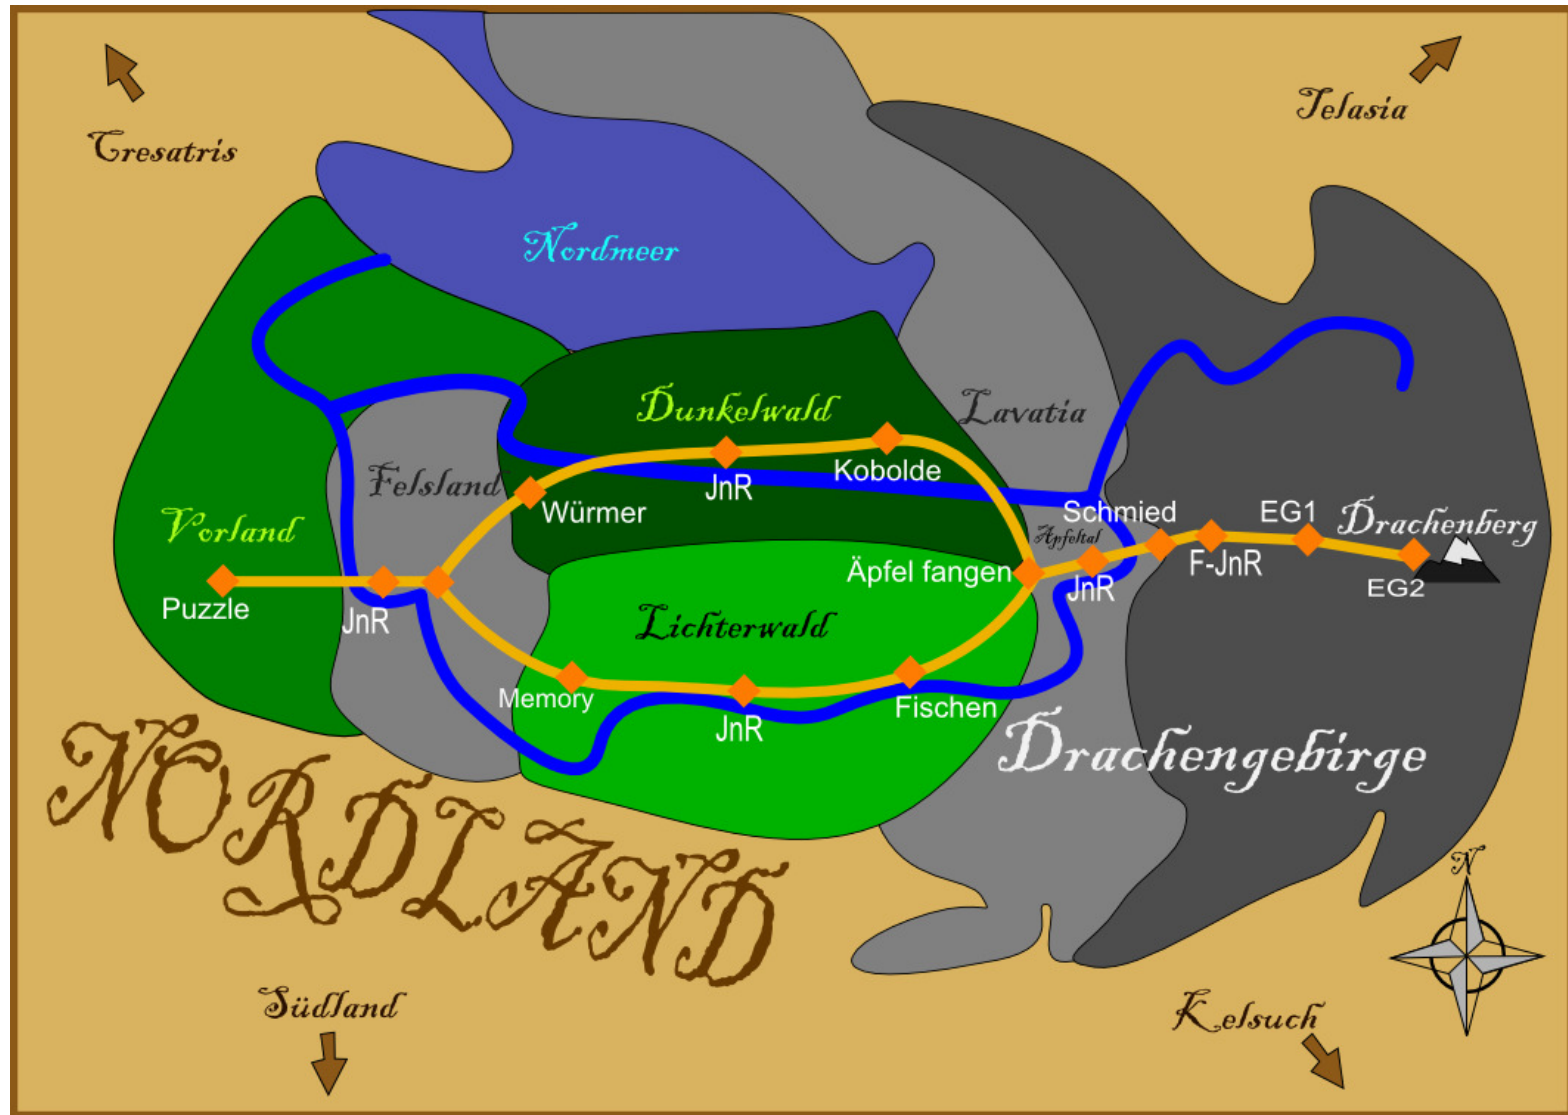 Cresatris
Telasia
Nordmeer
Dunkelwald
Lavatia
Kobolde
JnR
Felsland
Würmer
Schmied
EG1
Drachenberg
Vorland
Äpfeltal
F-JnR
Äpfel fangen
JnR
EG2
Puzzle
JnR
Lichterwald
Memory
Fischen
JnR
Drachengebirge
NORDLAND
N
Südland
Kelsuch